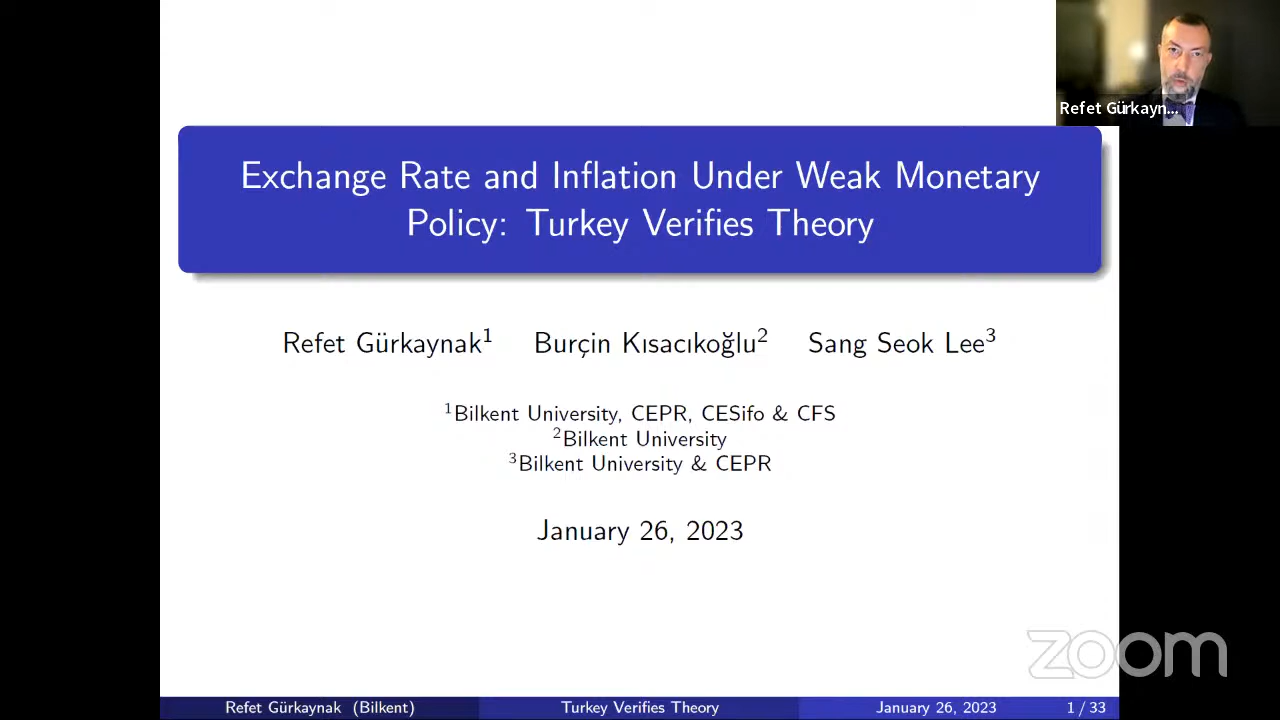 Refet Gürkayn...
Exchange Rate and Inflation Under Weak Monetary
Policy: Turkey Verifies Theory
Refet Gürkaynak¹ Burçin Kısacıkoğlu² Sang Seok Lee³
¹Bilkent University, CEPR, CESifo & CFS
²Bilkent University
³Bilkent University & CEPR
January 26, 2023
zoom
Refet Gürkaynak (Bilkent) Turkey Verifies Theory January 26, 2023 1 / 33